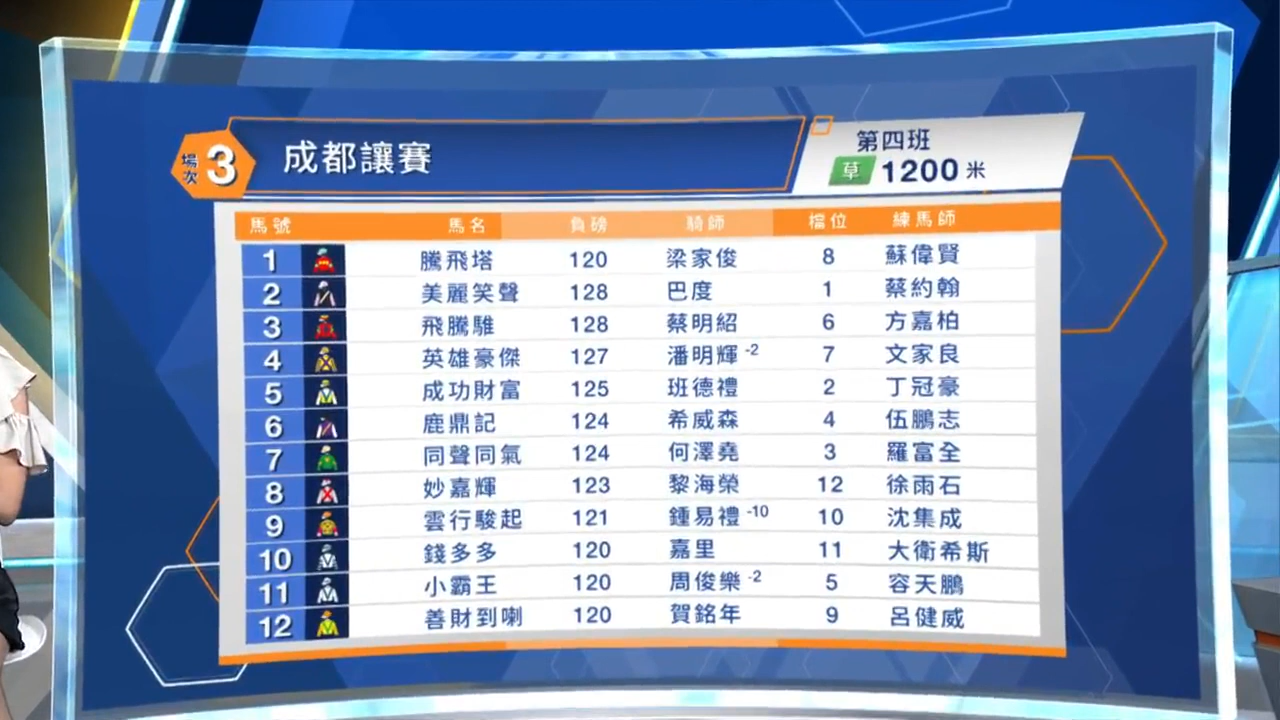 場次 3 成都讓賽 第四班
草 1200 米
馬號 馬名 負磅 騎師 檔位 練馬師
1 騰飛塔 120 梁家俊 8 蘇偉賢
2 美麗笑聲 128 巴度 1 蔡約翰
3 飛騰騅 128 蔡明紹 6 方嘉柏
4 英雄豪傑 127 潘明輝 -2 7 文家良
5 成功財富 125 班德禮 2 丁冠豪
6 鹿鼎記 124 希威森 4 伍鵬志
7 同聲同氣 124 何澤堯 3 羅富全
8 妙嘉輝 123 黎海榮 12 徐雨石
9 雲行駿起 121 鍾易禮 -10 10 沈集成
10 錢多多 120 嘉里 11 大衛希斯
11 小霸王 120 周俊樂 -2 5 容天鵬
12 善財到喇 120 賀銘年 9 呂健威